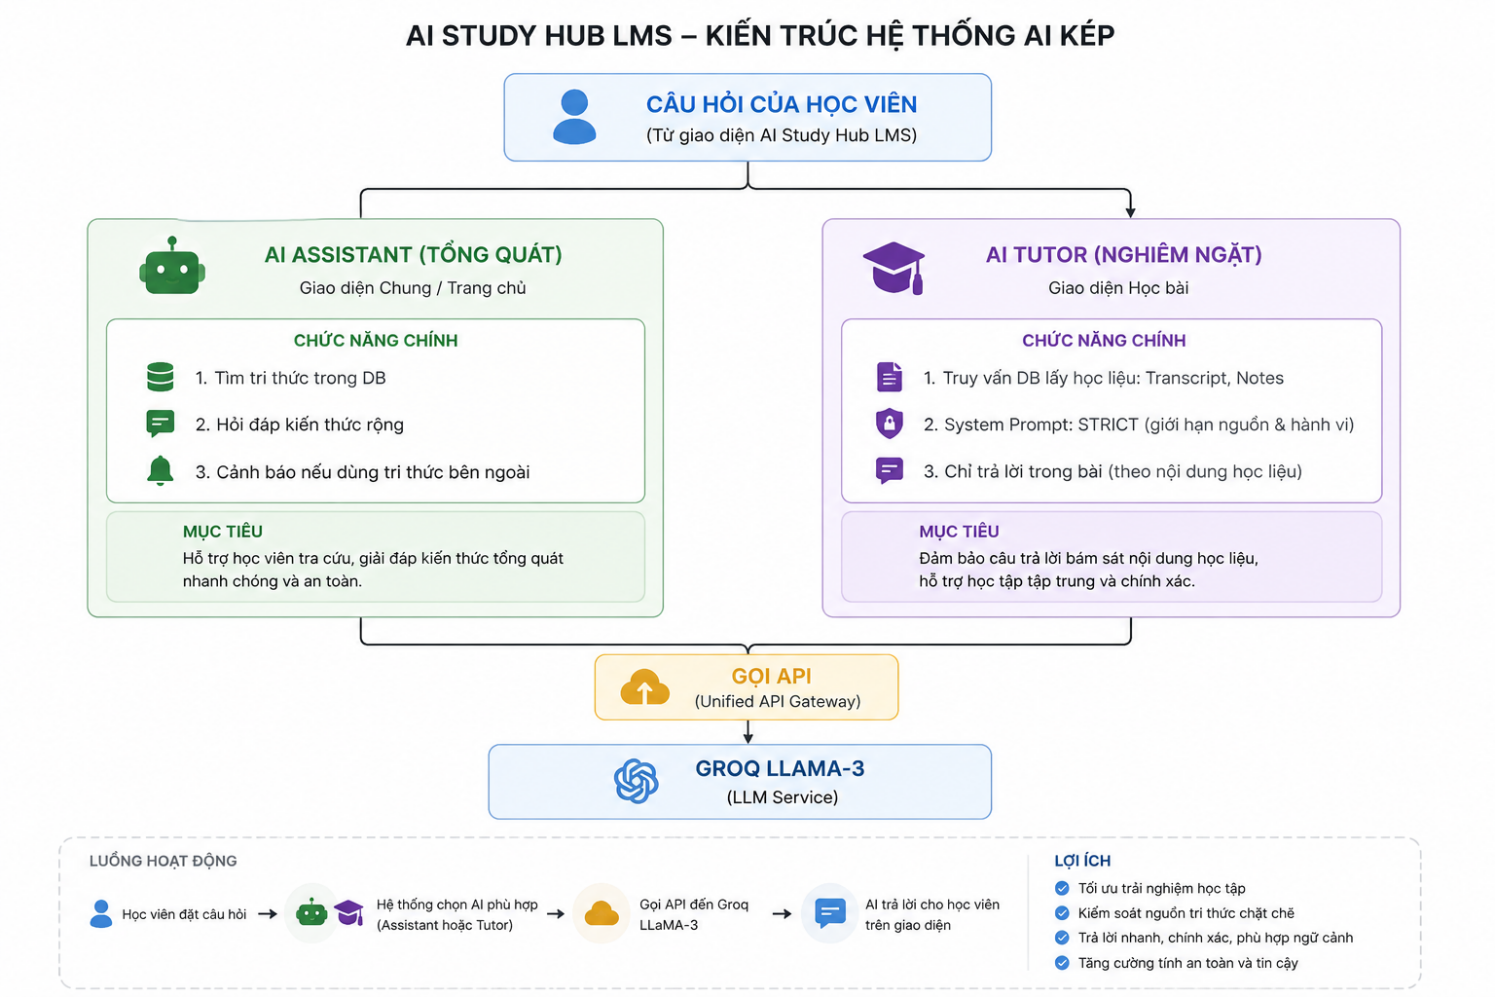 AI STUDY HUB LMS – KIẾN TRÚC HỆ THỐNG AI KÉP
CÂU HỎI CỦA HỌC VIÊN
(Từ giao diện AI Study Hub LMS)
AI ASSISTANT (TỔNG QUÁT)
Giao diện Chung / Trang chủ
CHỨC NĂNG CHÍNH
1. Tìm tri thức trong DB
2. Hỏi đáp kiến thức rộng
3. Cảnh báo nếu dùng tri thức bên ngoài
MỤC TIÊU
Hỗ trợ học viên tra cứu, giải đáp kiến thức tổng quát
nhanh chóng và an toàn.
AI TUTOR (NGHIÊM NGẶT)
Giao diện Học bài
CHỨC NĂNG CHÍNH
1. Truy vấn DB lấy học liệu: Transcript, Notes
2. System Prompt: STRICT (giới hạn nguồn & hành vi)
3. Chỉ trả lời trong bài (theo nội dung học liệu)
MỤC TIÊU
Đảm bảo câu trả lời bám sát nội dung học liệu,
hỗ trợ học tập tập trung và chính xác.
GỌI API
(Unified API Gateway)
GROQ LLAMA-3
(LLM Service)
LUỒNG HOẠT ĐỘNG
Học viên đặt câu hỏi
Hệ thống chọn AI phù hợp
(Assistant hoặc Tutor)
Gọi API đến Groq
LLaMA-3
AI trả lời cho học viên
trên giao diện
LỢI ÍCH
Tối ưu trải nghiệm học tập
Kiểm soát nguồn tri thức chặt chẽ
Trả lời nhanh, chính xác, phù hợp ngữ cảnh
Tăng cường tính an toàn và tin cậy